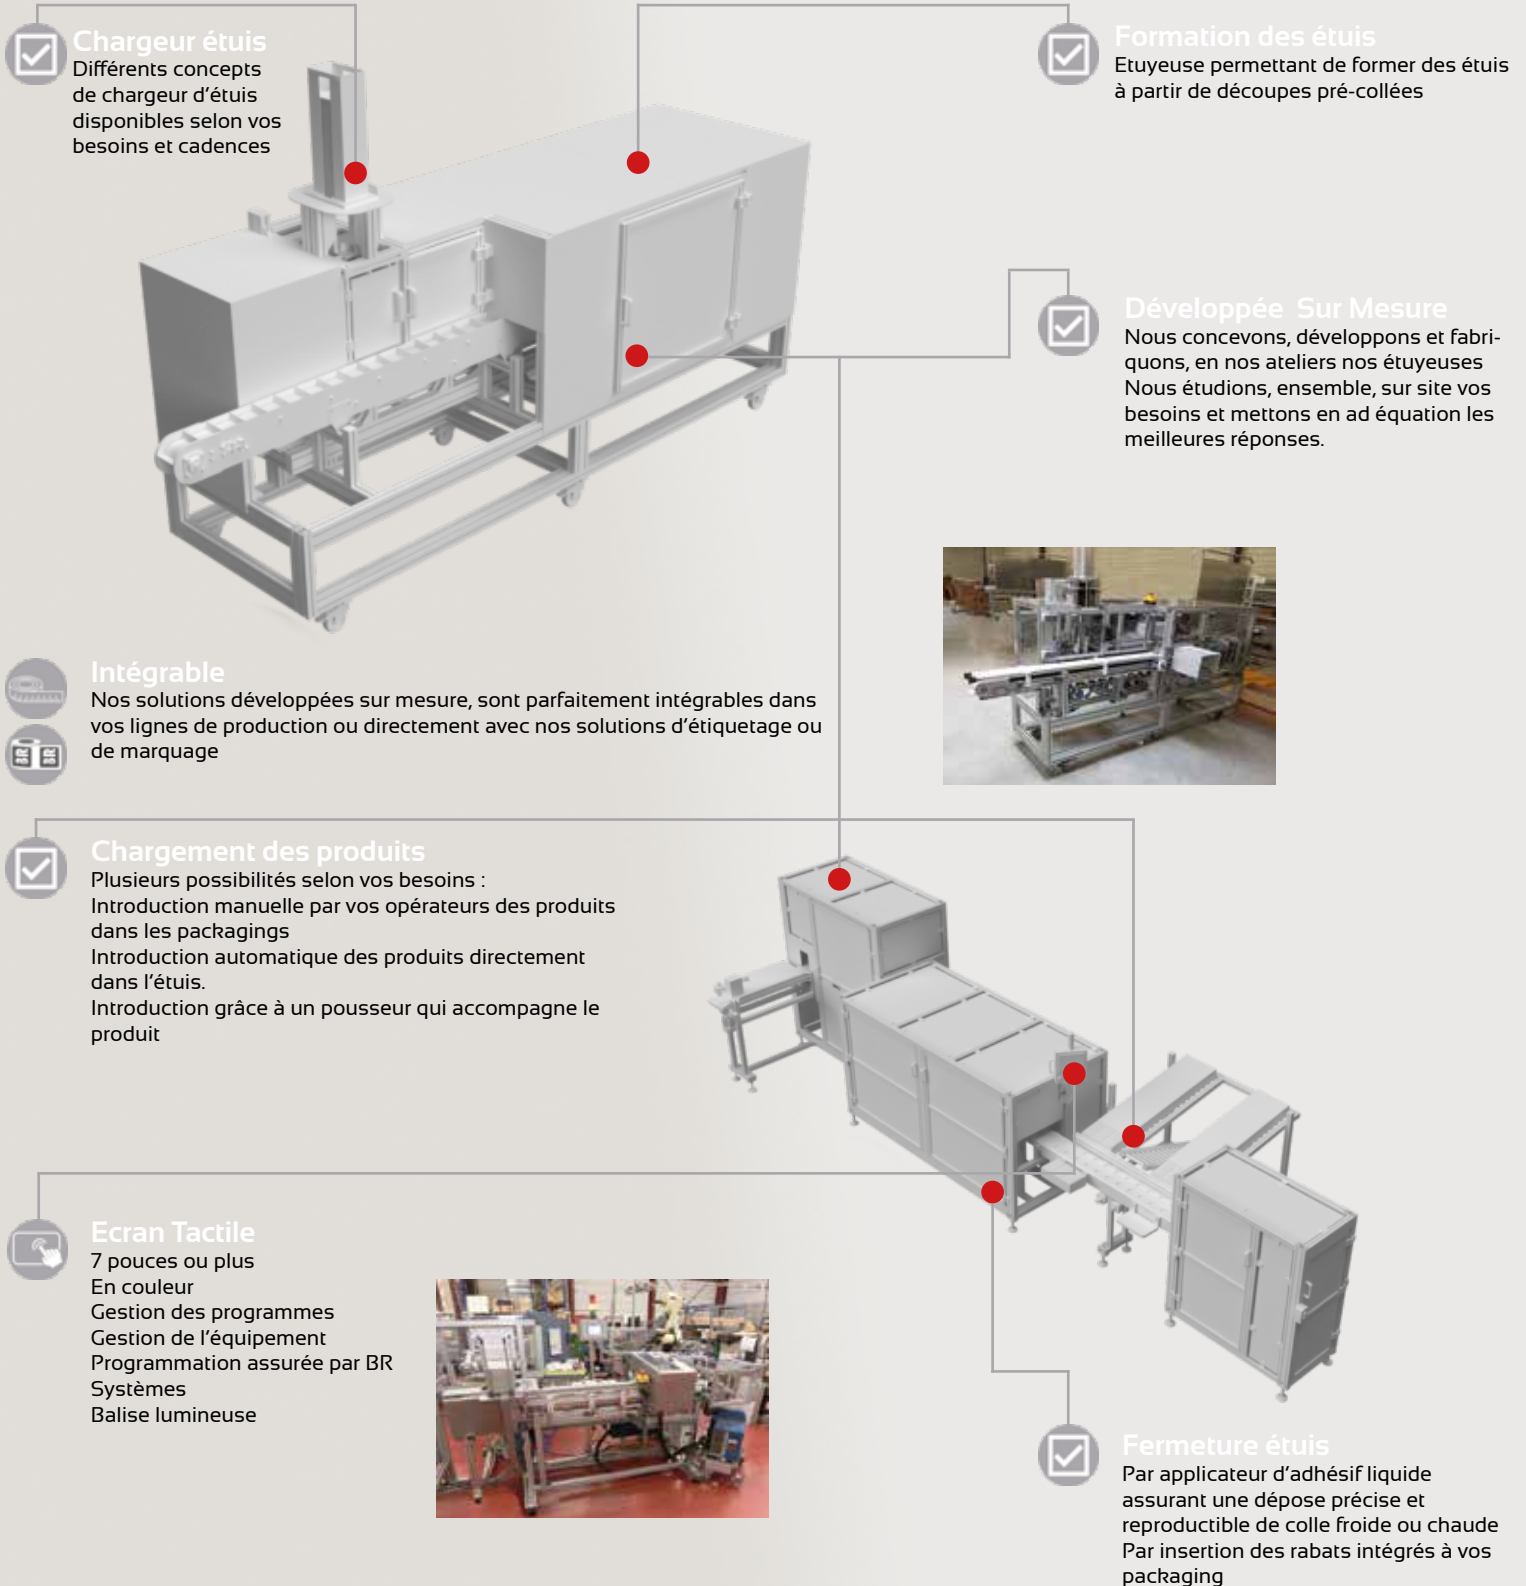 Chargeur étuis
Différents concepts
de chargeur d'étuis
disponibles selon vos
besoins et cadences
Formation des étuis
Etuyeuse permettant de former des étuis
à partir de découpes pré-collées
Développée Sur Mesure
Nous concevons, développons et fabri-
quons, en nos ateliers nos étuyeuses
Nous étudions, ensemble, sur site vos
besoins et mettons en ad équation les
meilleures réponses.
Intégrable
Nos solutions développées sur mesure, sont parfaitement intégrables dans
vos lignes de production ou directement avec nos solutions d'étiquetage ou
de marquage
BR BR
Chargement des produits
Plusieurs possibilités selon vos besoins :
Introduction manuelle par vos opérateurs des produits
dans les packagings
Introduction automatique des produits directement
dans l'étuis.
Introduction grâce à un pousseur qui accompagne le
produit
Ecran Tactile
7 pouces ou plus
En couleur
Gestion des programmes
Gestion de l'équipement
Programmation assurée par BR
Systèmes
Balise lumineuse
Fermeture étuis
Par applicateur d'adhésif liquide
assurant une dépose précise et
reproductible de colle froide ou chaude
Par insertion des rabats intégrés à vos
packaging